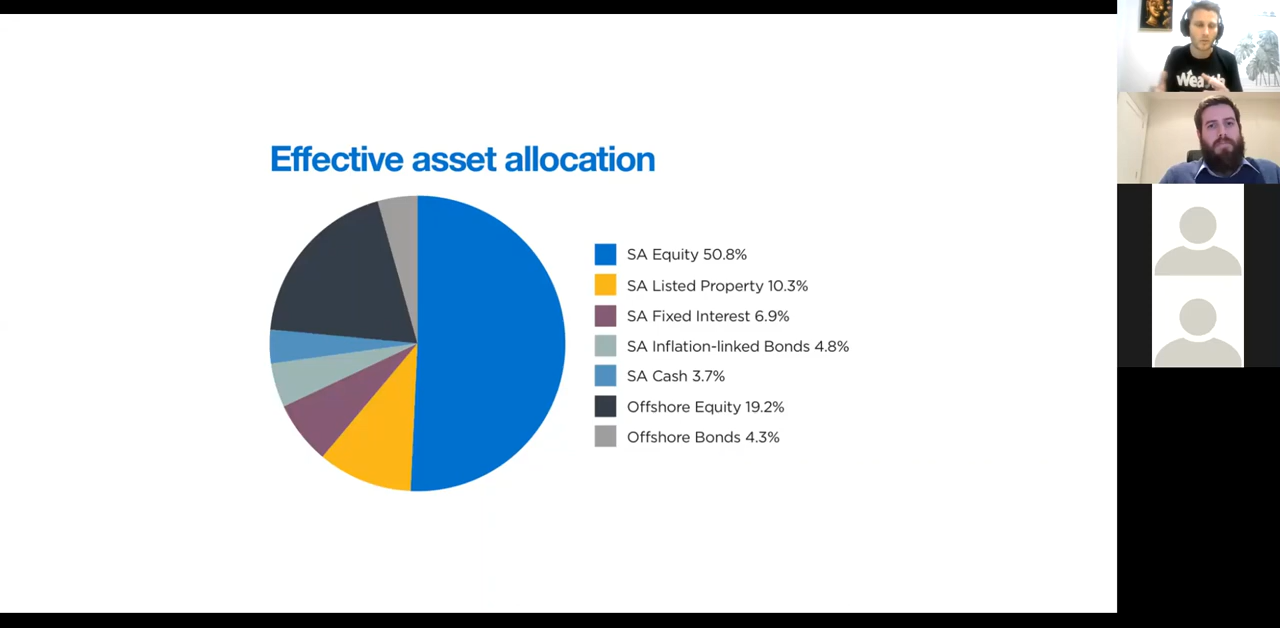 Effective asset allocation
SA Equity 50.8%
SA Listed Property 10.3%
SA Fixed Interest 6.9%
SA Inflation-linked Bonds 4.8%
SA Cash 3.7%
Offshore Equity 19.2%
Offshore Bonds 4.3%